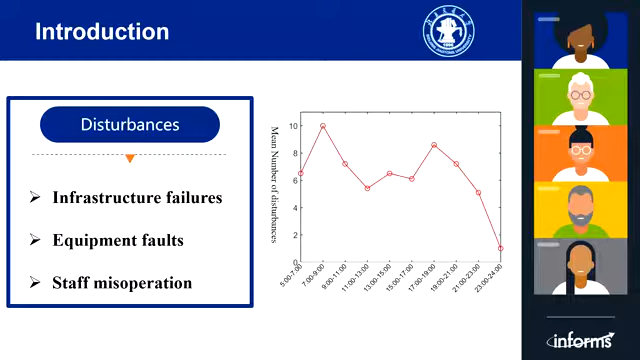 Introduction
Disturbances
➢ Infrastructure failures
➢ Equipment faults
➢ Staff misoperation
Mean Number of disturbances
10
8
6
4
2
0
5:00-7:00
7:00-9:00
9:00-11:00
11:00-13:00
13:00-15:00
15:00-17:00
17:00-19:00
19:00-21:00
21:00-23:00
23:00-24:00
informs